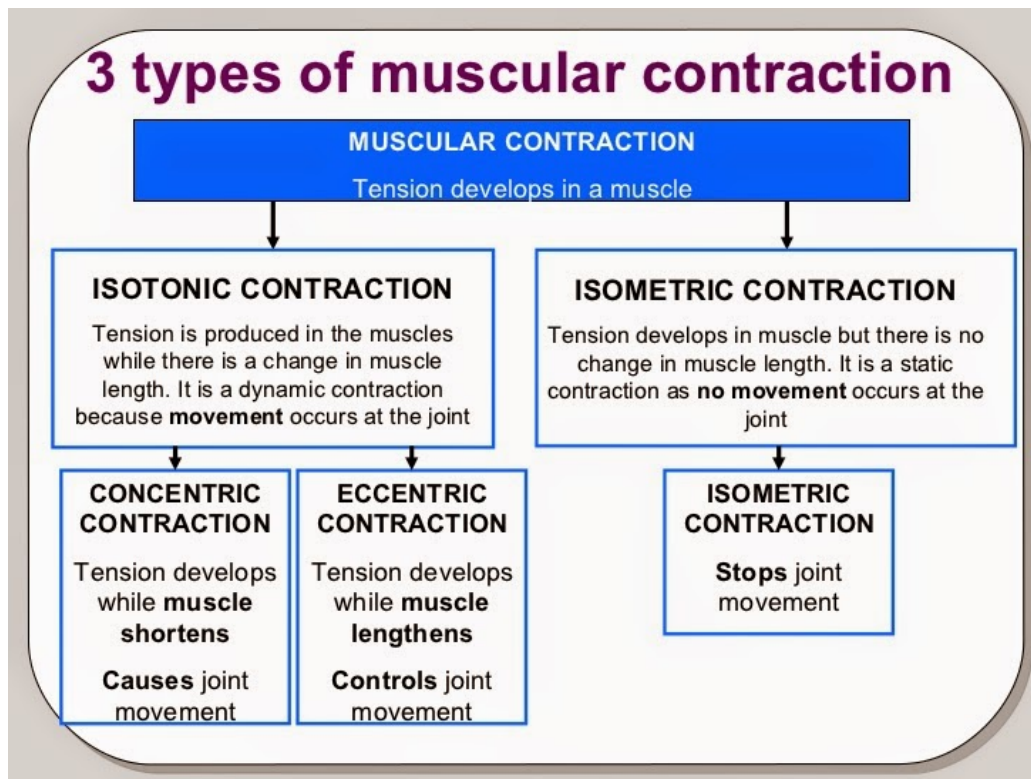 3 types of muscular contraction
MUSCULAR CONTRACTION
Tension develops in a muscle
ISOTONIC CONTRACTION
Tension is produced in the muscles
while there is a change in muscle
length. It is a dynamic contraction
because movement occurs at the joint
ISOMETRIC CONTRACTION
Tension develops in muscle but there is no
change in muscle length. It is a static
contraction as no movement occurs at the
joint
CONCENTRIC
CONTRACTION
Tension develops
while muscle
shortens
Causes joint
movement
ECCENTRIC
CONTRACTION
Tension develops
while muscle
lengthens
Controls joint
movement
ISOMETRIC
CONTRACTION
Stops joint
movement